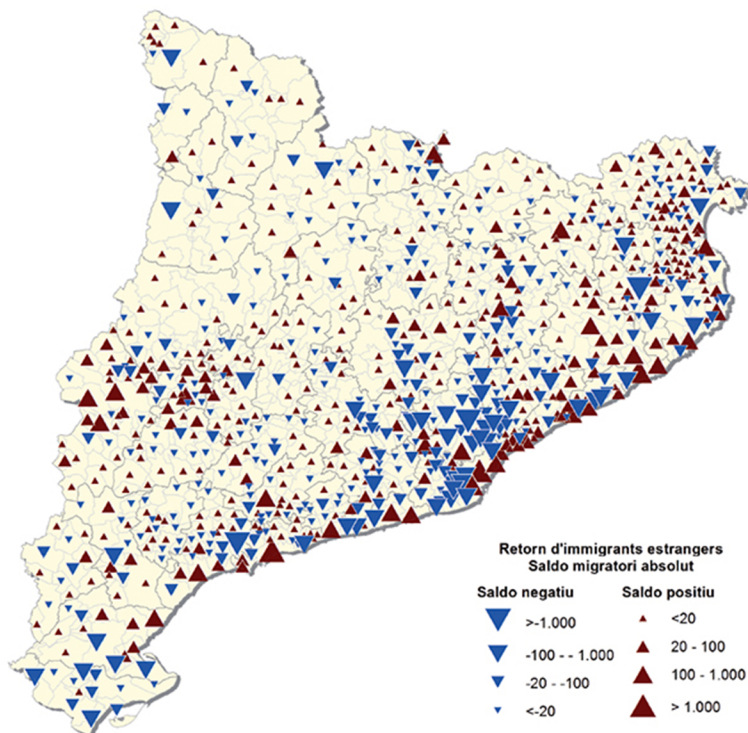 Retorn d'immigrants estrangers
Saldo migratori absolut
Saldo negatiu
>-1.000
-100 - - 1.000
-20 - -100
<-20
Saldo positiu
<20
20 - 100
100 - 1.000
> 1.000